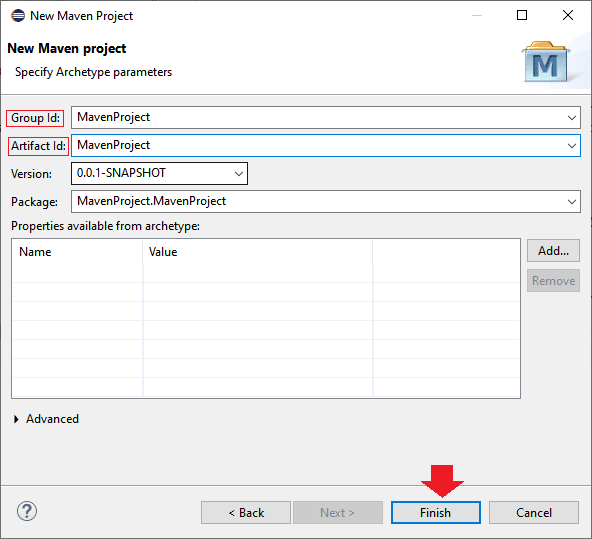 New Maven Project
New Maven project
Specify Archetype parameters
M
Group Id: MavenProject
Artifact Id: MavenProject
Version: 0.0.1-SNAPSHOT
Package: MavenProject.MavenProject
Properties available from archetype:
Name Value
Add...
Remove
Advanced
? < Back Next > Finish Cancel